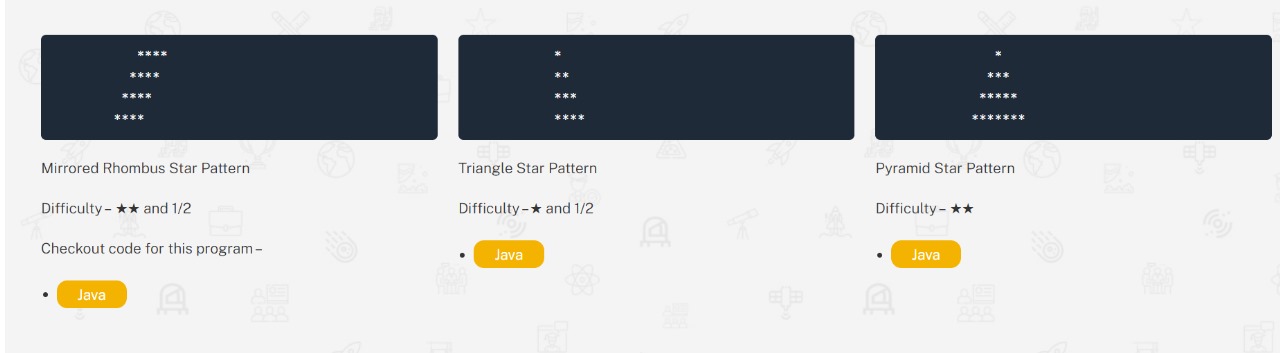 ****
****
****
****
Mirrored Rhombus Star Pattern
Difficulty – ★★ and 1/2
Checkout code for this program –
• Java
*
**
***
****
Triangle Star Pattern
Difficulty – ★ and 1/2
• Java
*
***
*****
*******
Pyramid Star Pattern
Difficulty – ★★
• Java